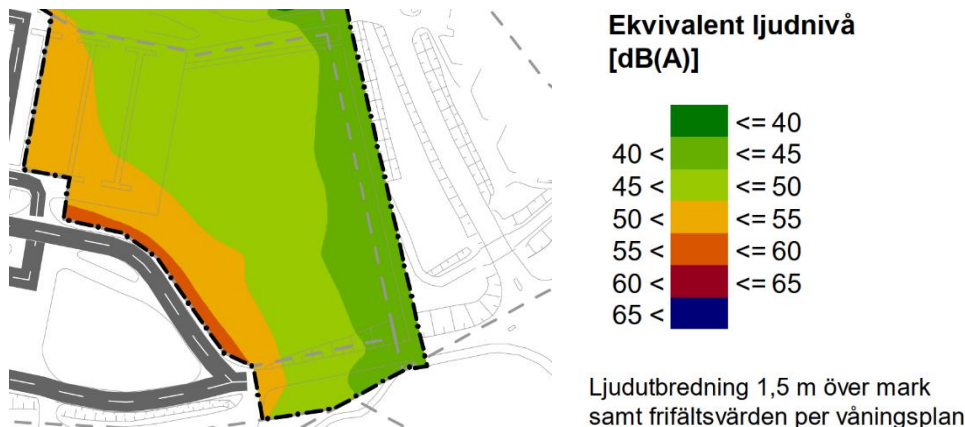 Ekvivalent ljudnivå
[dB(A)]
<= 40
40 < <= 45
45 < <= 50
50 < <= 55
55 < <= 60
60 < <= 65
65 <
Ljudutbredning 1,5 m över mark
samt frifältsvärden per våningsplan